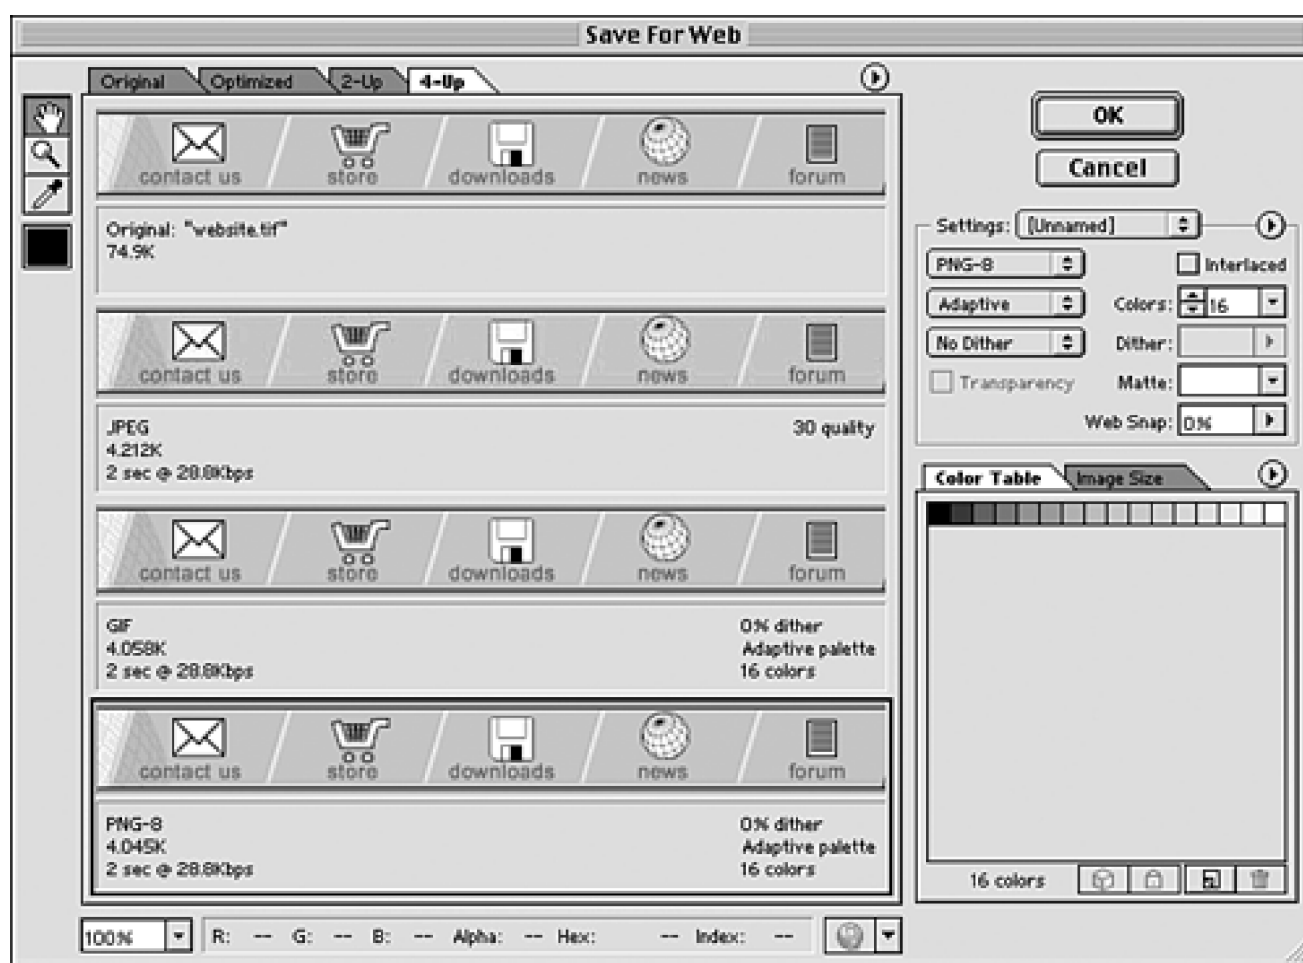 Save For Web
Original Optimized 2-Up 4-Up
contact us store downloads news forum
Original: "website.tif"
74.9K
contact us store downloads news forum
JPEG 30 quality
4.212K
2 sec @ 28.8Kbps
contact us store downloads news forum
GIF 0% dither
4.058K Adaptive palette
2 sec @ 28.8Kbps 16 colors
contact us store downloads news forum
PNG-8 0% dither
4.045K Adaptive palette
2 sec @ 28.8Kbps 16 colors
100% R: -- G: -- B: -- Alpha: -- Hex: -- Index: --
OK
Cancel
Settings: [Unnamed]
PNG-8 Interlaced
Adaptive Colors: 16
No Dither Dither:
Transparency Matte:
Web Snap: 0%
Color Table Image Size
16 colors